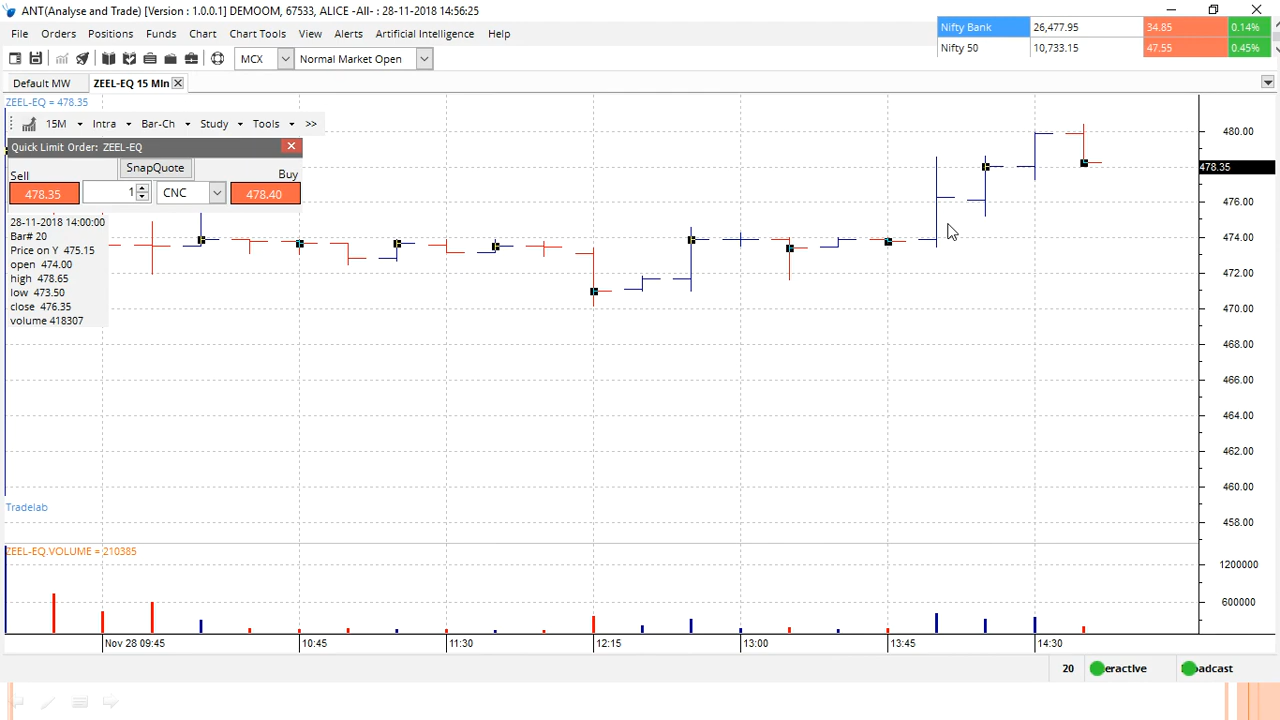 ANT(Analyse and Trade) [Version : 1.0.0.1] DEMOOM, 67533, ALICE -All- : 28-11-2018 14:56:25
File Orders Positions Funds Chart ChartIQ View Alerts Artificial Intelligents Help
Nifty Bank 26,477.95 34.85 0.14%
Nifty 50 10,733.15 47.55 0.45%
MCX Normal Market Open
Default MW ZEEL-EQ 15 MIn
ZEEL-EQ = 478.35
15M Intra Bar-Ch Study Tools >>
Quick Limit Order: ZEEL-EQ
SnapQuote
Sell Buy
478.35 1 CNC 478.40
28-11-2018 14:00:00
Bar# 20
Price on Y 475.15
open 474.00
high 478.65
low 473.50
close 476.35
volume 418307
480.00
478.35
476.00
474.00
472.00
470.00
468.00
466.00
464.00
462.00
460.00
458.00
Tradelab
ZEEL-EQ.VOLUME = 210385
1200000
600000
Nov 28 09:45 10:45 11:30 12:15 13:00 13:45 14:30
20 eractive oadcast